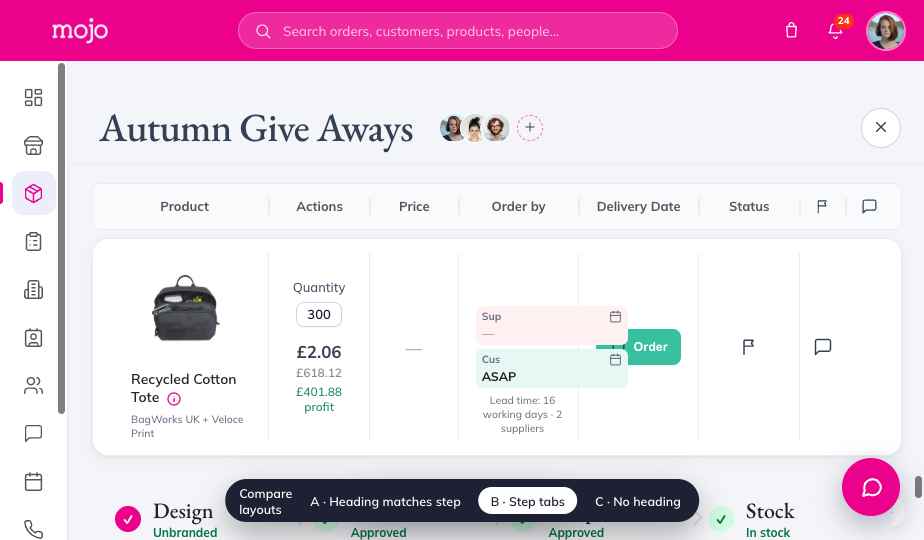 mojo
Search orders, customers, products, people...
24
Autumn Give Aways
Product
Actions
Price
Order by
Delivery Date
Status
Quantity
300
£2.06
£618.12
£401.88
profit
—
Sup
—
Cus
ASAP
Lead time: 16
working days · 2
suppliers
Order
Recycled Cotton
Tote
BagWorks UK + Veloce
Print
Compare
layouts
A · Heading matches step
B · Step tabs
C · No heading
Design
Unbranded
Approved
Approved
Stock
In stock